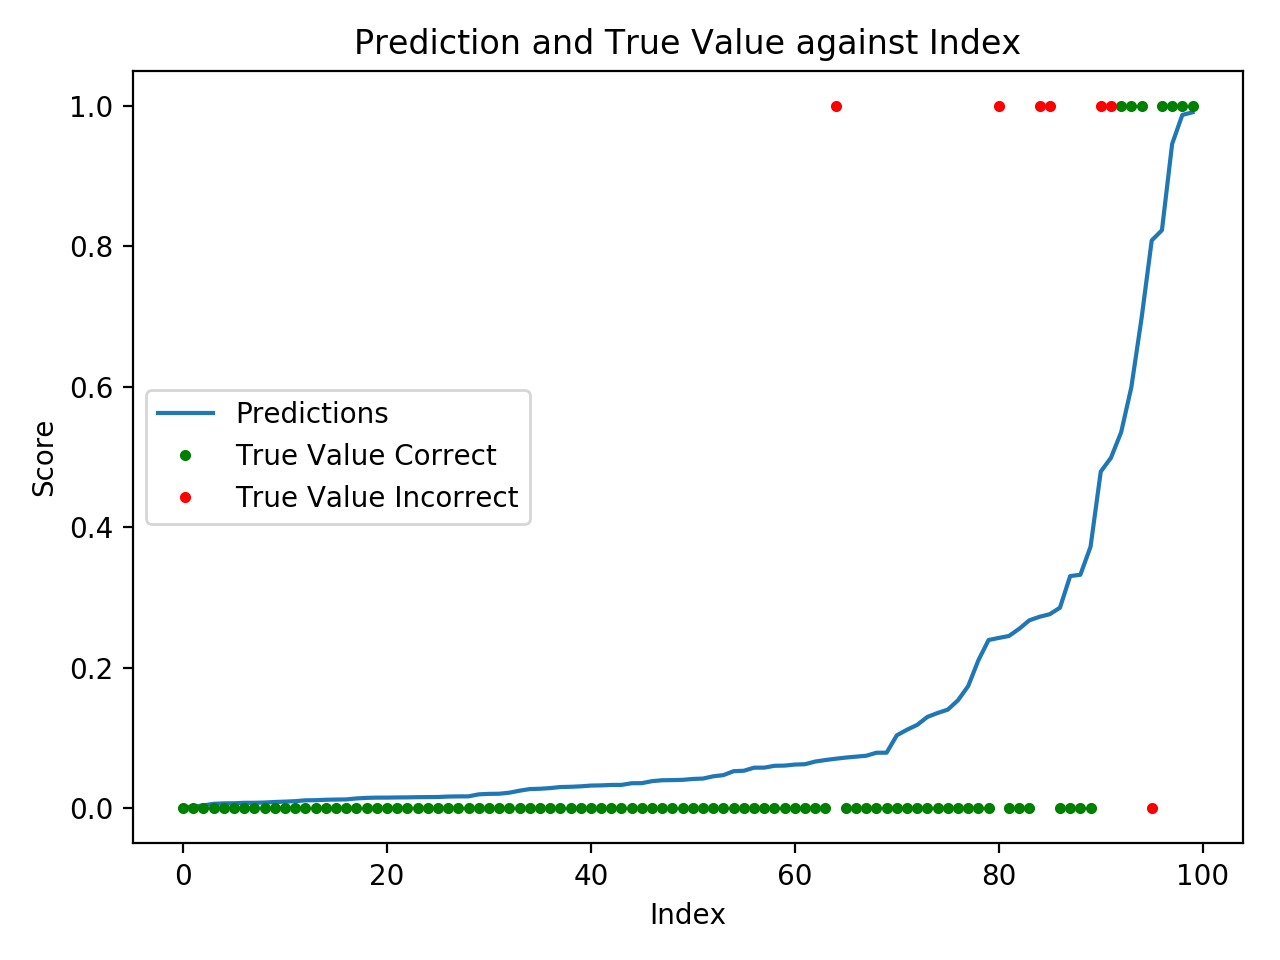 Prediction and True Value against Index
1.0
0.8
0.6
0.4
0.2
0.0
Score
Predictions
True Value Correct
True Value Incorrect
0 20 40 60 80 100
Index